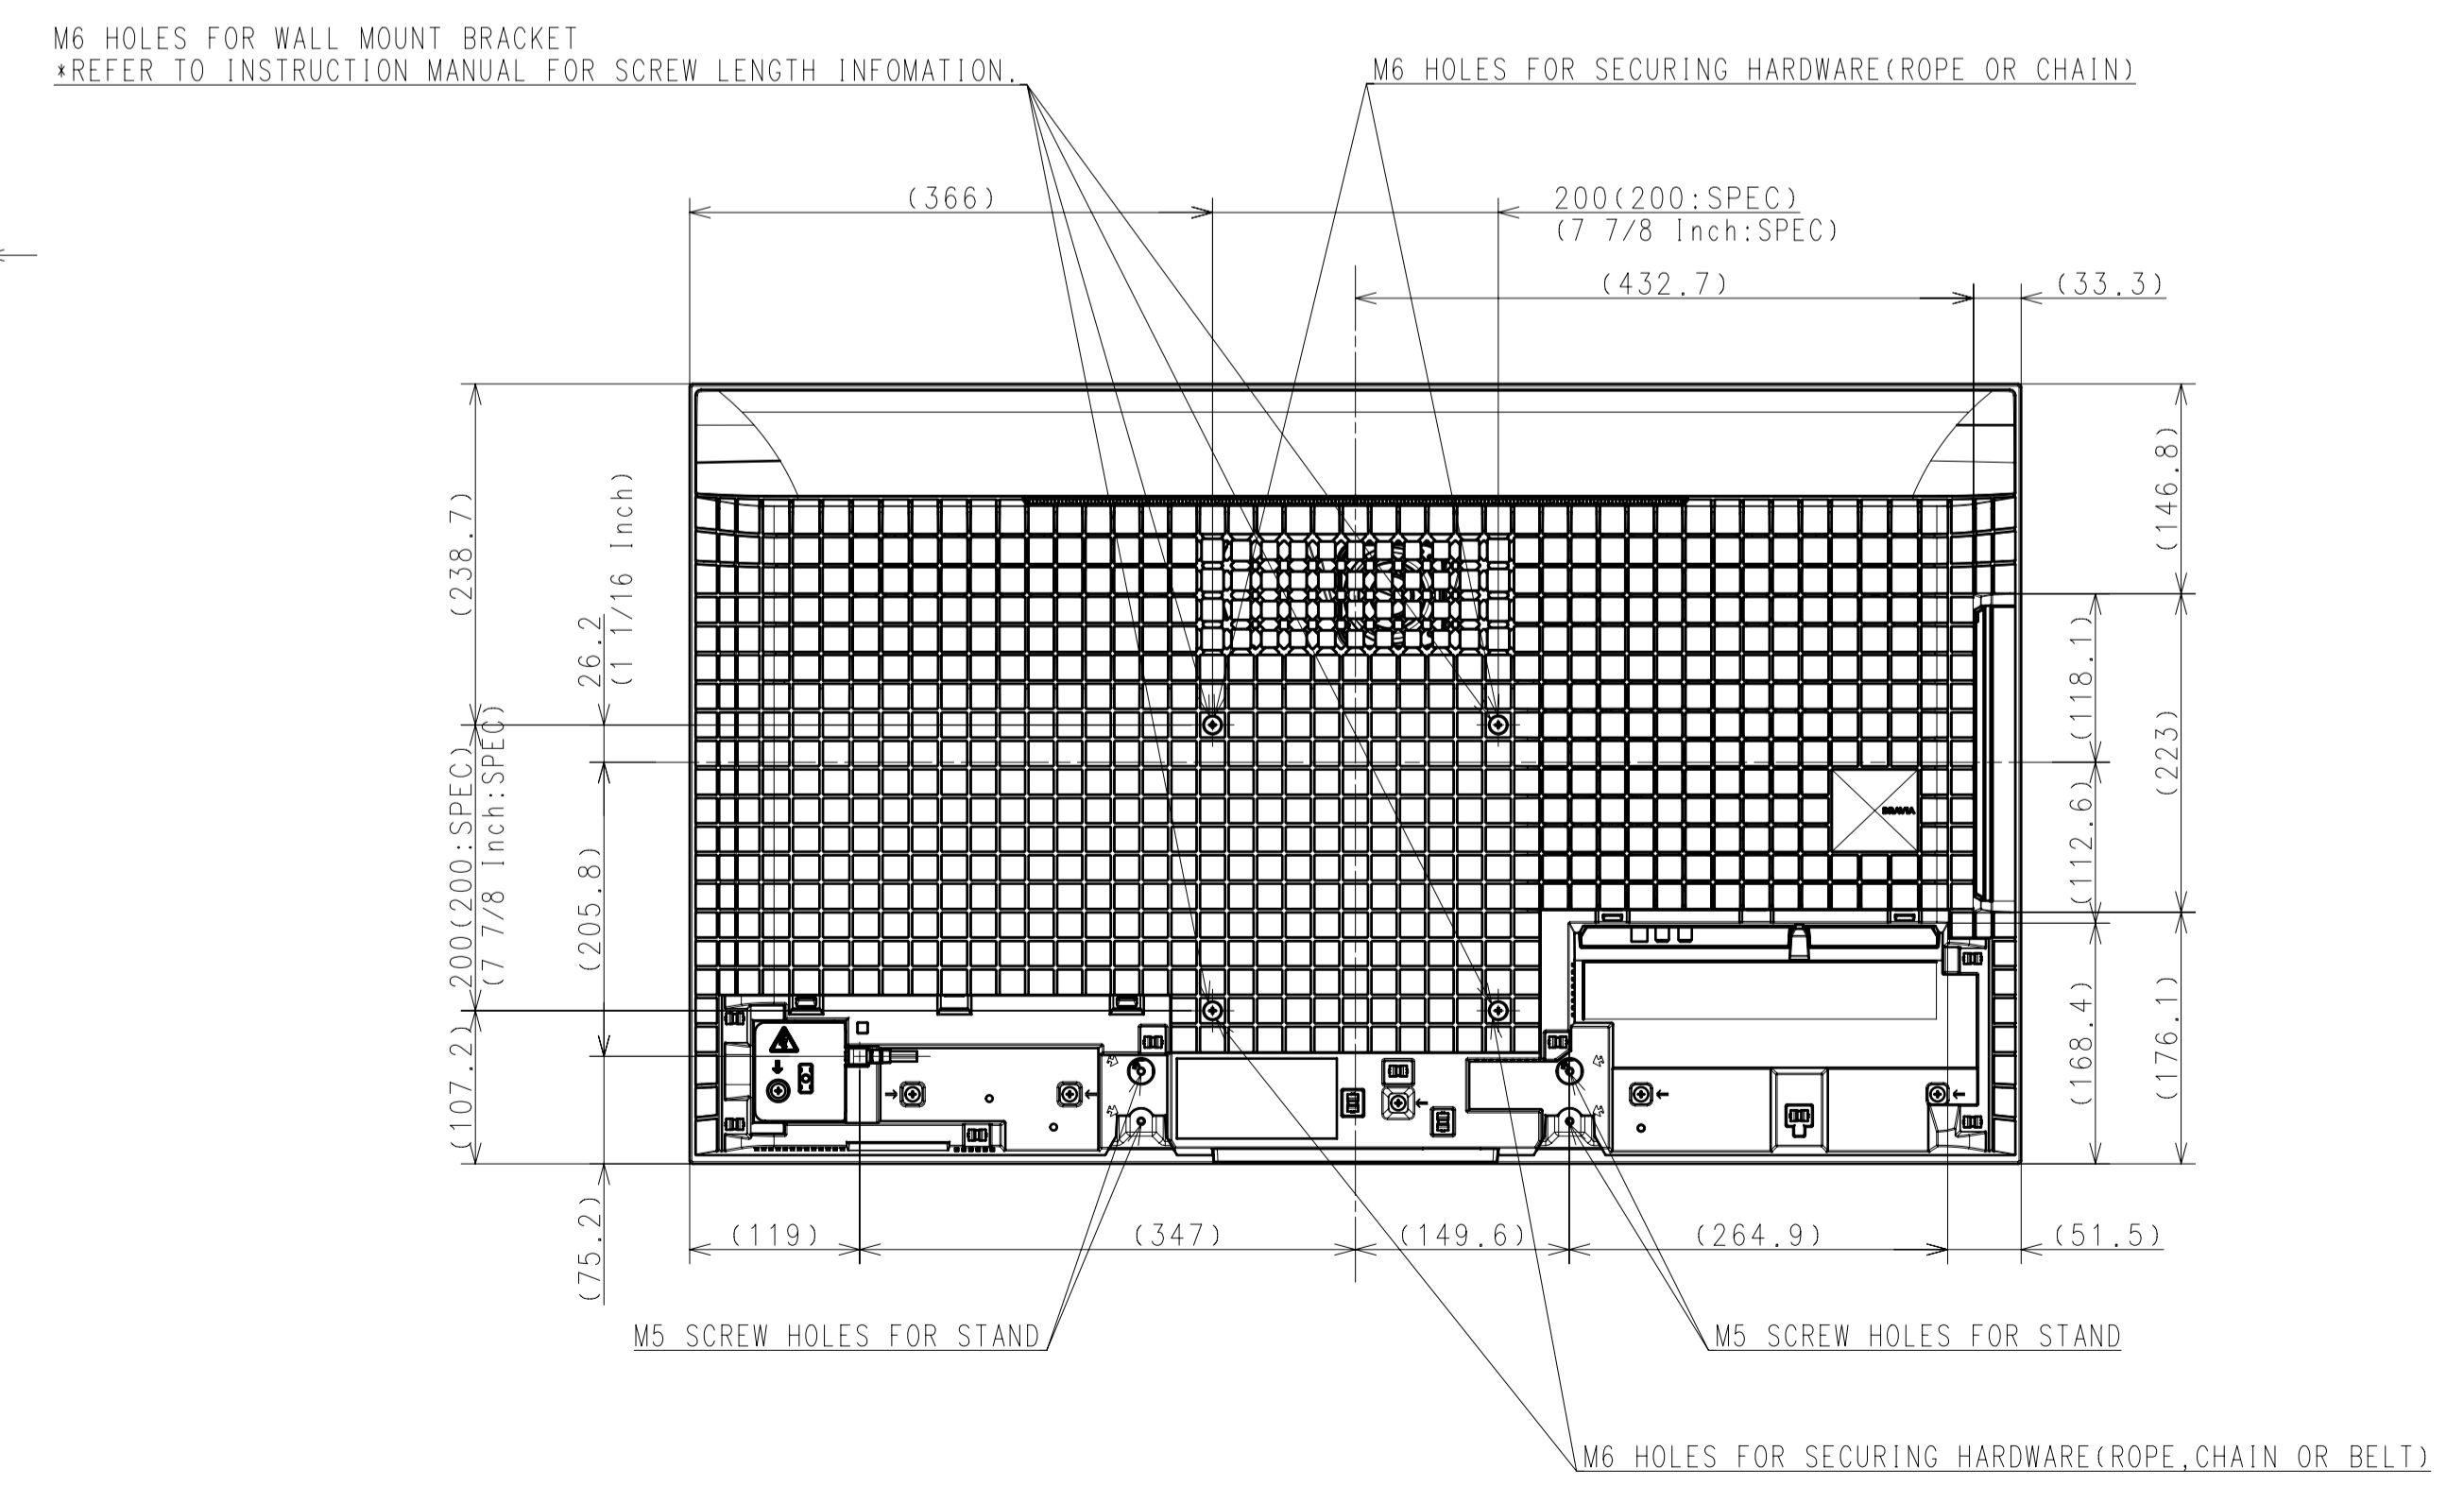 M6 HOLES FOR WALL MOUNT BRACKET
*REFER TO INSTRUCTION MANUAL FOR SCREW LENGTH INFOMATION.
M6 HOLES FOR SECURING HARDWARE(ROPE OR CHAIN)
(366)
200(200:SPEC)
(7 7/8 Inch:SPEC)
(432.7)
(33.3)
(238.7)
26.2
(1 1/16 Inch)
200(200:SPEC)
(7 7/8 Inch:SPEC)
(205.8)
(107.2)
(75.2)
(146.8)
(118.1)
(223)
(112.6)
(168.4)
(176.1)
BRAVIA
(119)
(347)
(149.6)
(264.9)
(51.5)
M5 SCREW HOLES FOR STAND
M5 SCREW HOLES FOR STAND
M6 HOLES FOR SECURING HARDWARE(ROPE,CHAIN OR BELT)